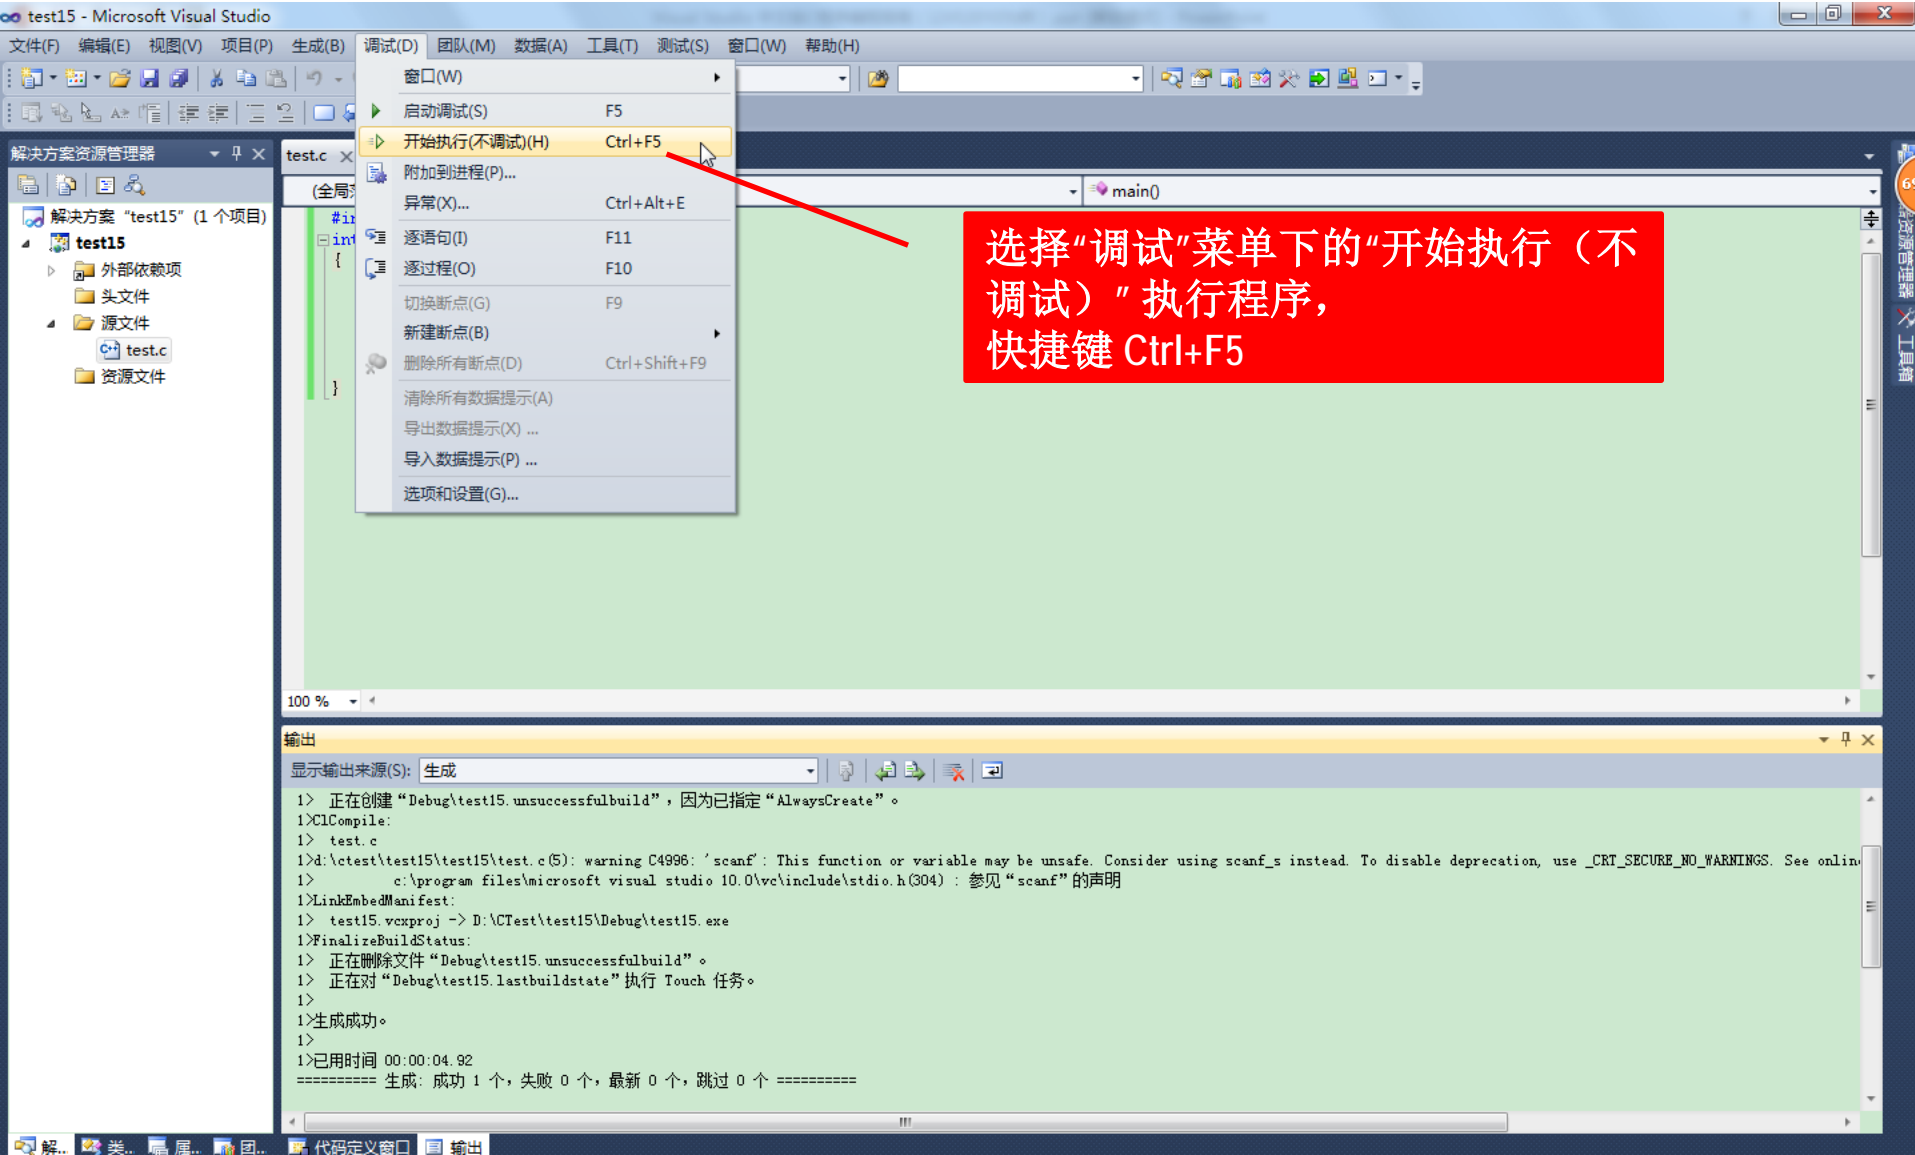 test15 - Microsoft Visual Studio
文件(F) 编辑(E) 视图(V) 项目(P) 生成(B) 调试(D) 团队(M) 数据(A) 工具(T) 测试(S) 窗口(W) 帮助(H)
窗口(W)
启动调试(S) F5
开始执行(不调试)(H) Ctrl+F5
附加到进程(P)...
异常(X)... Ctrl+Alt+E
逐语句(I) F11
逐过程(O) F10
切换断点(G) F9
新建断点(B)
删除所有断点(D) Ctrl+Shift+F9
清除所有数据提示(A)
导出数据提示(X) ...
导入数据提示(P) ...
选项和设置(G)...
解决方案资源管理器
解决方案 "test15" (1 个项目)
test15
外部依赖项
头文件
源文件
test.c
资源文件
test.c
(全局
main()
#in
int
{
}
选择“调试”菜单下的“开始执行（不
调试）” 执行程序，
快捷键 Ctrl+F5
工具箱
100 %
输出
显示输出来源(S): 生成
1> 正在创建“Debug\test15.unsuccessfulbuild”，因为已指定“AlwaysCreate”。
1>ClCompile:
1> test.c
1>d:\ctest\test15\test15\test.c(5): warning C4996: 'scanf': This function or variable may be unsafe. Consider using scanf_s instead. To disable deprecation, use _CRT_SECURE_NO_WARNINGS. See onlin
1> c:\program files\microsoft visual studio 10.0\vc\include\stdio.h(304) : 参见“scanf”的声明
1>LinkEmbedManifest:
1> test15.vcxproj -> D:\CTest\test15\Debug\test15.exe
1>FinalizeBuildStatus:
1> 正在删除文件“Debug\test15.unsuccessfulbuild”。
1> 正在对“Debug\test15.lastbuildstate”执行 Touch 任务。
1>
1>生成成功。
1>
1>已用时间 00:00:04.92
========== 生成: 成功 1 个，失败 0 个，最新 0 个，跳过 0 个 ==========
解... 类... 属... 团... 代码定义窗口 输出